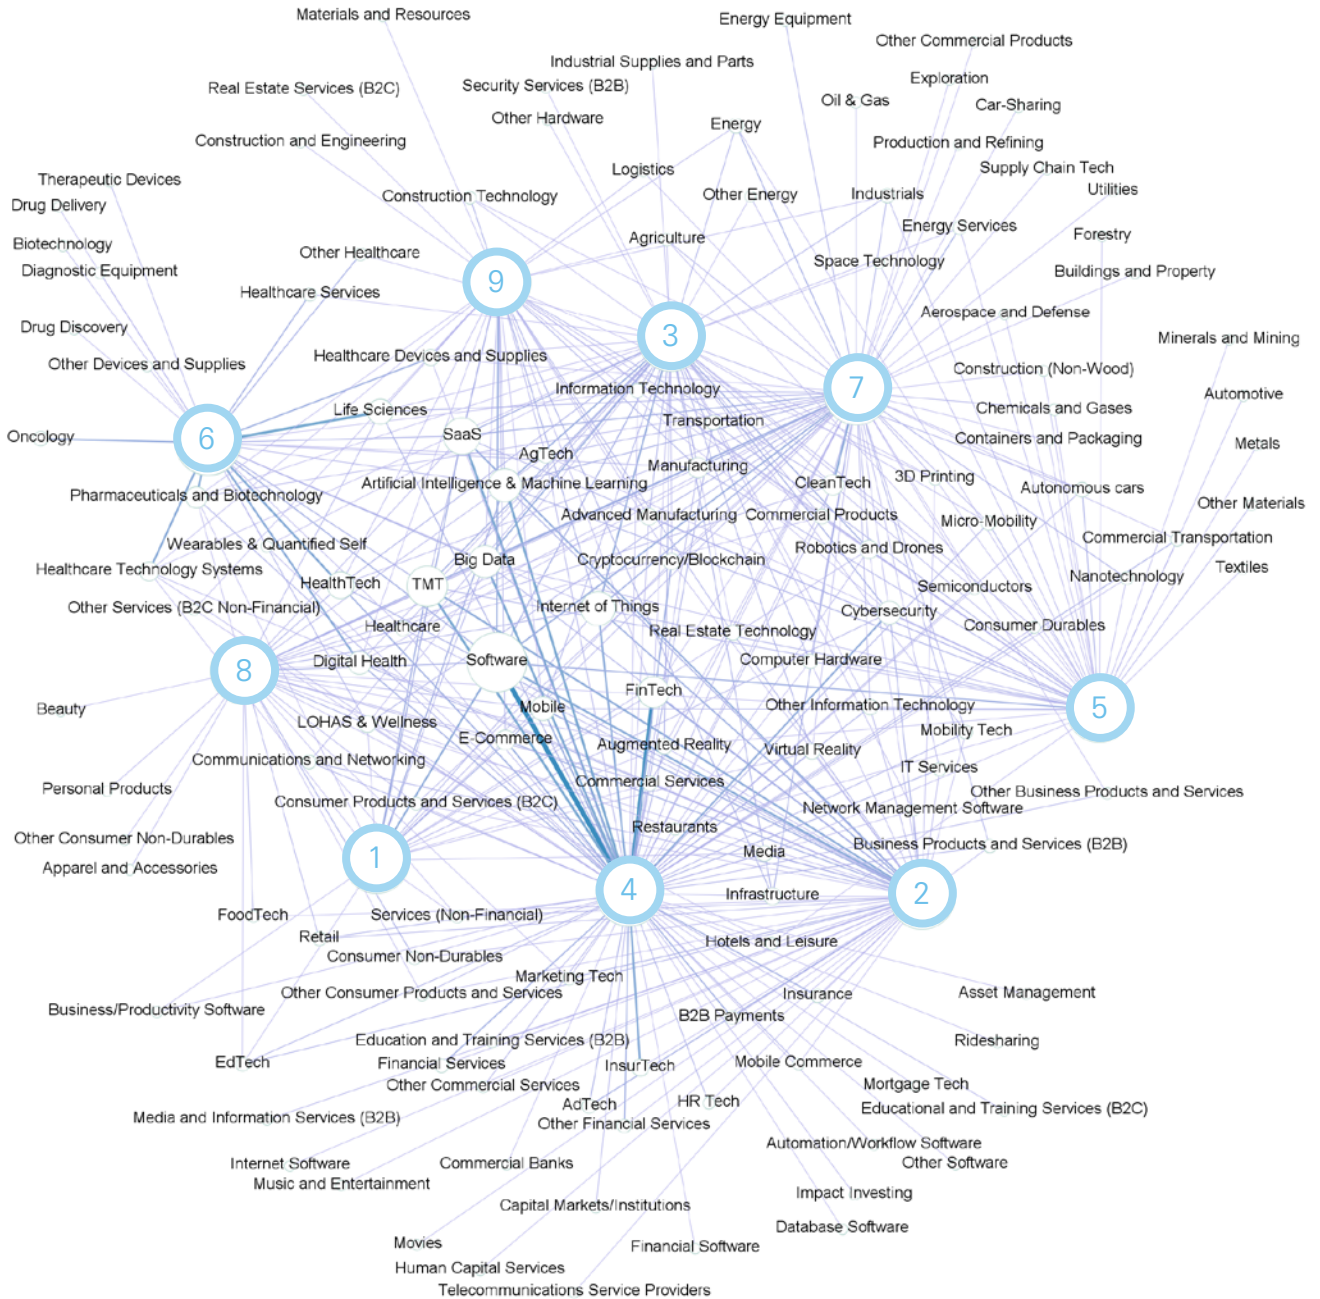 Materials and Resources
Energy Equipment
Other Commercial Products
Industrial Supplies and Parts
Exploration
Security Services (B2B)
Real Estate Services (B2C)
Oil & Gas
Car-Sharing
Other Hardware
Energy
Construction and Engineering
Production and Refining
Logistics
Supply Chain Tech
Therapeutic Devices
Utilities
Construction Technology
Other Energy
Industrials
Drug Delivery
Energy Services
Forestry
Agriculture
Biotechnology
Other Healthcare
Space Technology
Diagnostic Equipment
Buildings and Property
9
Healthcare Services
Aerospace and Defense
Drug Discovery
3
Minerals and Mining
Healthcare Devices and Supplies
Other Devices and Supplies
Construction (Non-Wood)
Information Technology
7
Automotive
Life Sciences
Chemicals and Gases
Transportation
SaaS
6
Oncology
Containers and Packaging
Metals
AgTech
Manufacturing
3D Printing
Artificial Intelligence & Machine Learning
CleanTech
Autonomous cars
Pharmaceuticals and Biotechnology
Other Materials
Advanced Manufacturing
Commercial Products
Micro-Mobility
Commercial Transportation
Wearables & Quantified Self
Robotics and Drones
Big Data
Cryptocurrency/Blockchain
Textiles
Healthcare Technology Systems
Nanotechnology
HealthTech
TMT
Semiconductors
Other Services (B2C Non-Financial)
Internet of Things
Cybersecurity
Healthcare
Real Estate Technology
Consumer Durables
Digital Health
Software
Computer Hardware
8
FinTech
Mobile
Other Information Technology
5
Beauty
LOHAS & Wellness
Mobility Tech
E-Commerce
Augmented Reality
Virtual Reality
Communications and Networking
IT Services
Commercial Services
Personal Products
Other Business Products and Services
Consumer Products and Services (B2C)
Network Management Software
Restaurants
Other Consumer Non-Durables
Business Products and Services (B2B)
Media
1
Apparel and Accessories
4
Infrastructure
2
FoodTech
Services (Non-Financial)
Retail
Hotels and Leisure
Consumer Non-Durables
Marketing Tech
Other Consumer Products and Services
Insurance
Asset Management
Business/Productivity Software
B2B Payments
Education and Training Services (B2B)
Ridesharing
EdTech
Financial Services
InsurTech
Mobile Commerce
Other Commercial Services
Mortgage Tech
AdTech
HR Tech
Educational and Training Services (B2C)
Media and Information Services (B2B)
Other Financial Services
Automation/Workflow Software
Internet Software
Commercial Banks
Other Software
Music and Entertainment
Impact Investing
Capital Markets/Institutions
Database Software
Movies
Financial Software
Human Capital Services
Telecommunications Service Providers